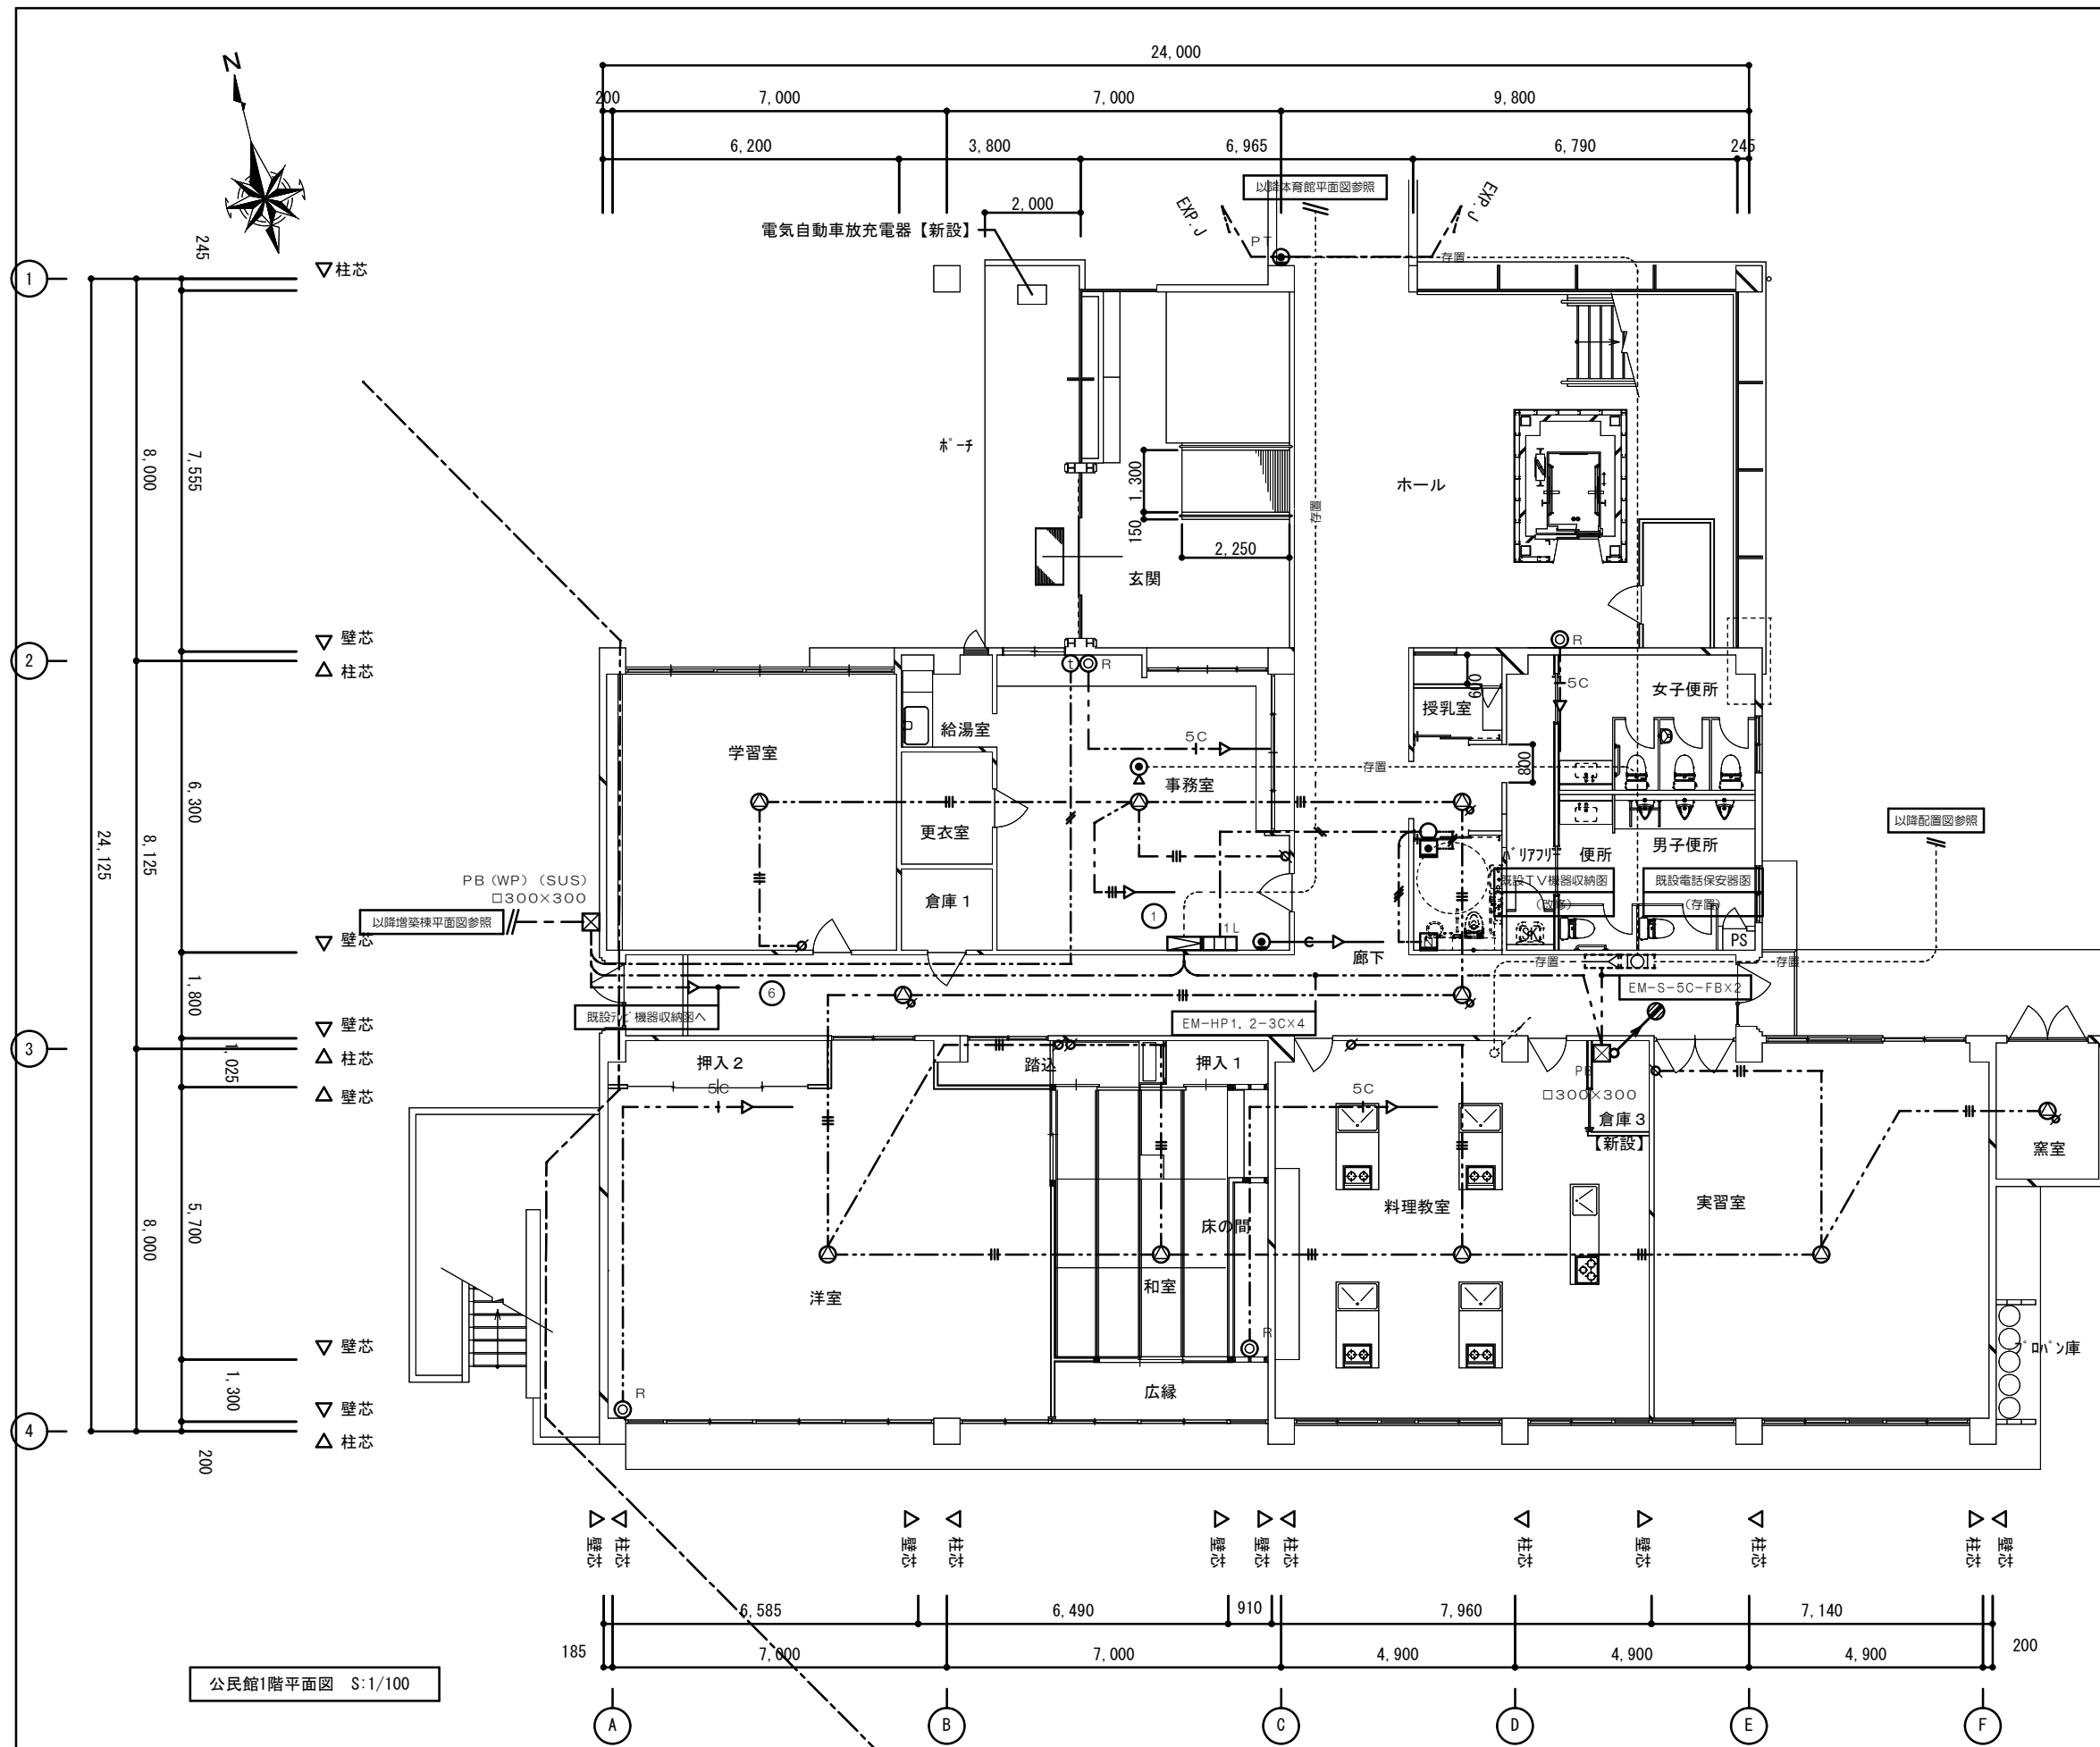 24,000
200
7,000
7,000
9,800
6,200
3,800
6,965
6,790
245
N
2,000
以降体育館平面図参照
電気自動車放充電器【新設】
EXP.J
EXP.J
PT
存置
245
1
▽柱芯
ポーチ
7,555
8,000
1,300
存置
ホール
150
2,250
玄関
▽ 壁芯
2
△ 柱芯
R
t
R
600
5C
女子便所
授乳室
給湯室
学習室
5C
800
存置
事務室
6,300
24,125
8,125
更衣室
以降配置図参照
バリアフリー 便所
男子便所
PB(WP)(SUS)
□300×300
既設TV機器収納図
(改修)
既設電話保安器図
(存置)
倉庫1
以降増築棟平面図参照
1
1L
PS
▽ 壁芯
廊下
存置
存置
6
EM-S-5C-FB×2
1,800
既設テレビ機器収納図へ
EM-HP1.2-3C×4
▽ 壁芯
3
△ 柱芯
1,025
押入2
踏込
押入1
PB
5C
5C
△ 壁芯
□300×300
倉庫3
【新設】
窯室
5,700
8,000
床の間
料理教室
実習室
洋室
和室
▽ 壁芯
R
プロパン庫
1,300
広縁
R
▽ 壁芯
4
△ 柱芯
200
壁芯
柱芯
壁芯
柱芯
壁芯
壁芯
柱芯
柱芯
壁芯
柱芯
柱芯
壁芯
6,585
6,490
910
7,960
7,140
185
7,000
7,000
4,900
4,900
4,900
200
公民館1階平面図 S:1/100
A
B
C
D
E
F